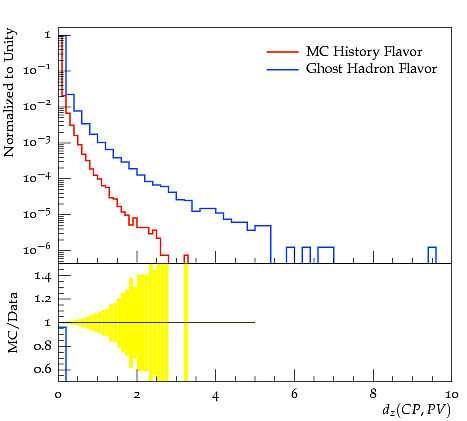 Normalized to Unity
1
10−1
10−2
10−3
10−4
10−5
10−6
MC History Flavor
Ghost Hadron Flavor
MC/Data
1.4
1.2
1
0.8
0.6
0 2 4 6 8 10
dz(CP, PV)